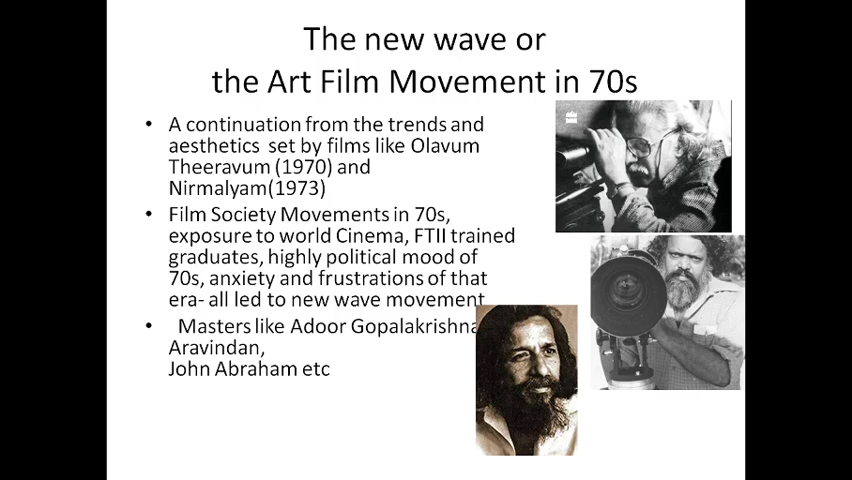 The new wave or
the Art Film Movement in 70s
• A continuation from the trends and
aesthetics set by films like Olavum
Theeravum (1970) and
Nirmalyam(1973)
• Film Society Movements in 70s,
exposure to world Cinema, FTII trained
graduates, highly political mood of
70s, anxiety and frustrations of that
era- all led to new wave movement
• Masters like Adoor Gopalakrishna
Aravindan,
John Abraham etc